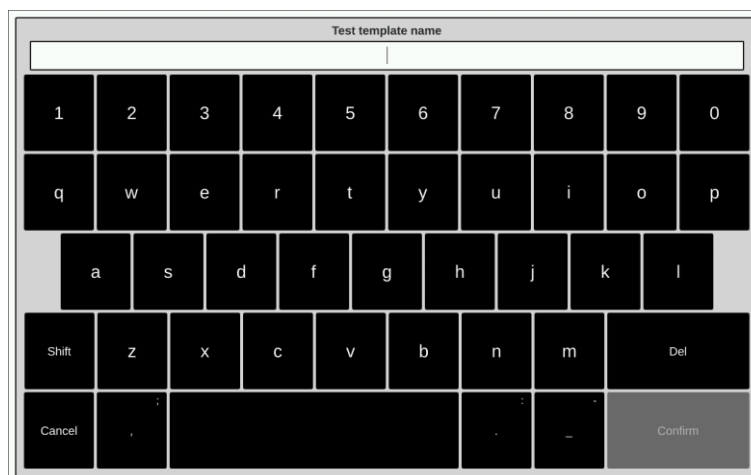 Test template name
1 2 3 4 5 6 7 8 9 0
q w e r t y u i o p
a s d f g h j k l
Shift z x c v b n m Del
; : -
Cancel , . _ Confirm